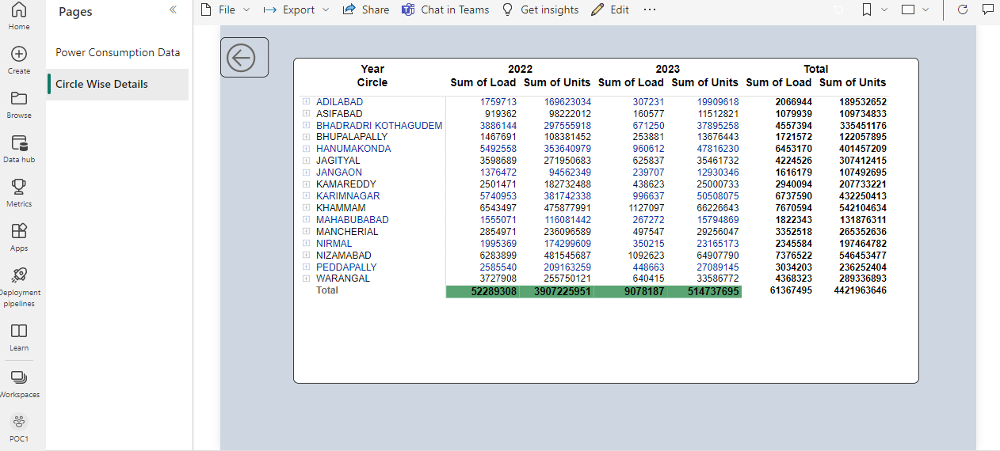 Home
Create
Browse
Data hub
Metrics
Apps
Deployment
pipelines
Learn
Workspaces
POC1
Pages
Power Consumption Data
Circle Wise Details
File Export Share Chat in Teams Get insights Edit ...
Year 2022 2023 Total
Circle Sum of Load Sum of Units Sum of Load Sum of Units Sum of Load Sum of Units
ADILABAD 1759713 169623034 307231 19909618 2066944 189532652
ASIFABAD 919362 98222012 160577 11512821 1079939 109734833
BHADRADRI KOTHAGUDEM 3886144 297555918 671250 37895258 4557394 335451176
BHUPALAPALLY 1467691 108381452 253881 13676443 1721572 122057895
HANUMAKONDA 5492558 353640979 960612 47816230 6453170 401457209
JAGITYAL 3598689 271950683 625837 35461732 4224526 307412415
JANGAON 1376472 94562349 239707 12930346 1616179 107492695
KAMAREDDY 2501471 182732488 438623 25000733 2940094 207733221
KARIMNAGAR 5740953 381742338 996637 50508075 6737590 432250413
KHAMMAM 6543497 475877991 1127097 66226643 7670594 542104634
MAHABUBABAD 1555071 116081442 267272 15794869 1822343 131876311
MANCHERIAL 2854971 236096589 497547 29256047 3352518 265352636
NIRMAL 1995369 174299609 350215 23165173 2345584 197464782
NIZAMABAD 6283899 481545687 1092623 64907790 7376522 546453477
PEDDAPALLY 2585540 209163259 448663 27089145 3034203 236252404
WARANGAL 3727908 255750121 640415 33586772 4368323 289336893
Total 52289308 3907225951 9078187 514737695 61367495 4421963646